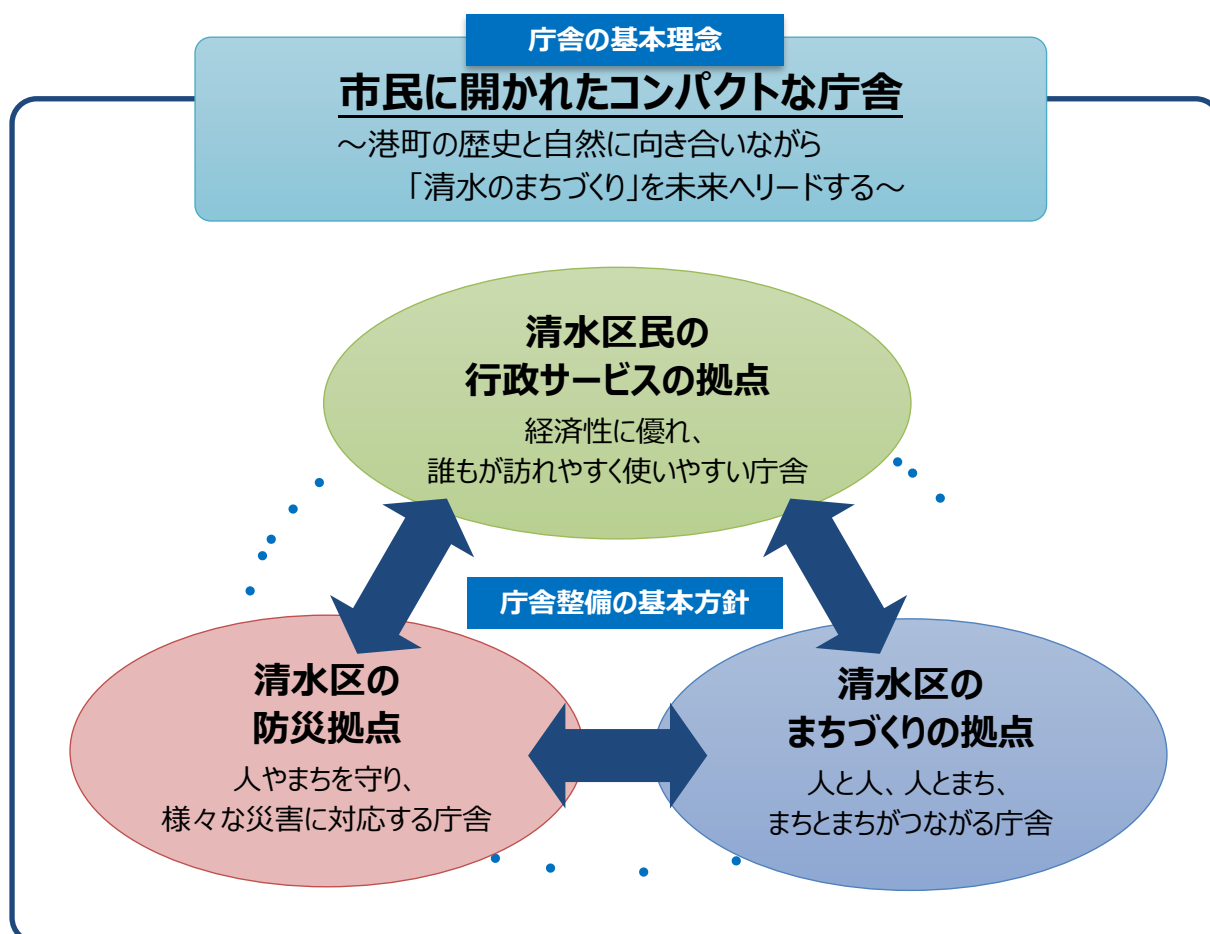 庁舎の基本理念
市民に開かれたコンパクトな庁舎
～港町の歴史と自然に向き合いながら
「清水のまちづくり」を未来へリードする～
清水区民の
行政サービスの拠点
経済性に優れ、
誰もが訪れやすく使いやすい庁舎
庁舎整備の基本方針
清水区の
防災拠点
人やまちを守り、
様々な災害に対応する庁舎
清水区の
まちづくりの拠点
人と人、人とまち、
まちとまちがつながる庁舎